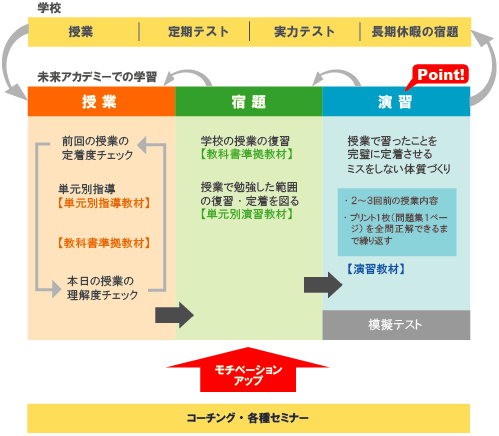 学校
授業
定期テスト
実力テスト
長期休暇の宿題
未来アカデミーでの学習
Point!
授業
宿題
演習
前回の授業の
定着度チェック
単元別指導
【単元別指導教材】
【教科書準拠教材】
本日の授業の
理解度チェック
学校の授業の復習
【教科書準拠教材】
授業で勉強した範囲
の復習・定着を図る
【単元別演習教材】
授業で習ったことを
完璧に定着させる
ミスをしない体質づくり
・2〜3回前の授業内容
・プリント1枚（問題集1ペー
ジ）を全問正解できるま
で繰り返す
【演習教材】
模擬テスト
モチベーション
アップ
コーチング・各種セミナー